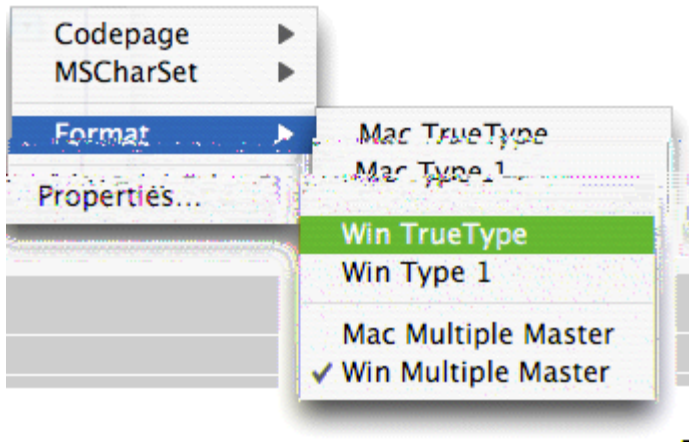 Codepage
MSCharSet
Format
Properties...
Mac TrueType
Mac Type 1
Win TrueType
Win Type 1
Mac Multiple Master
✓ Win Multiple Master